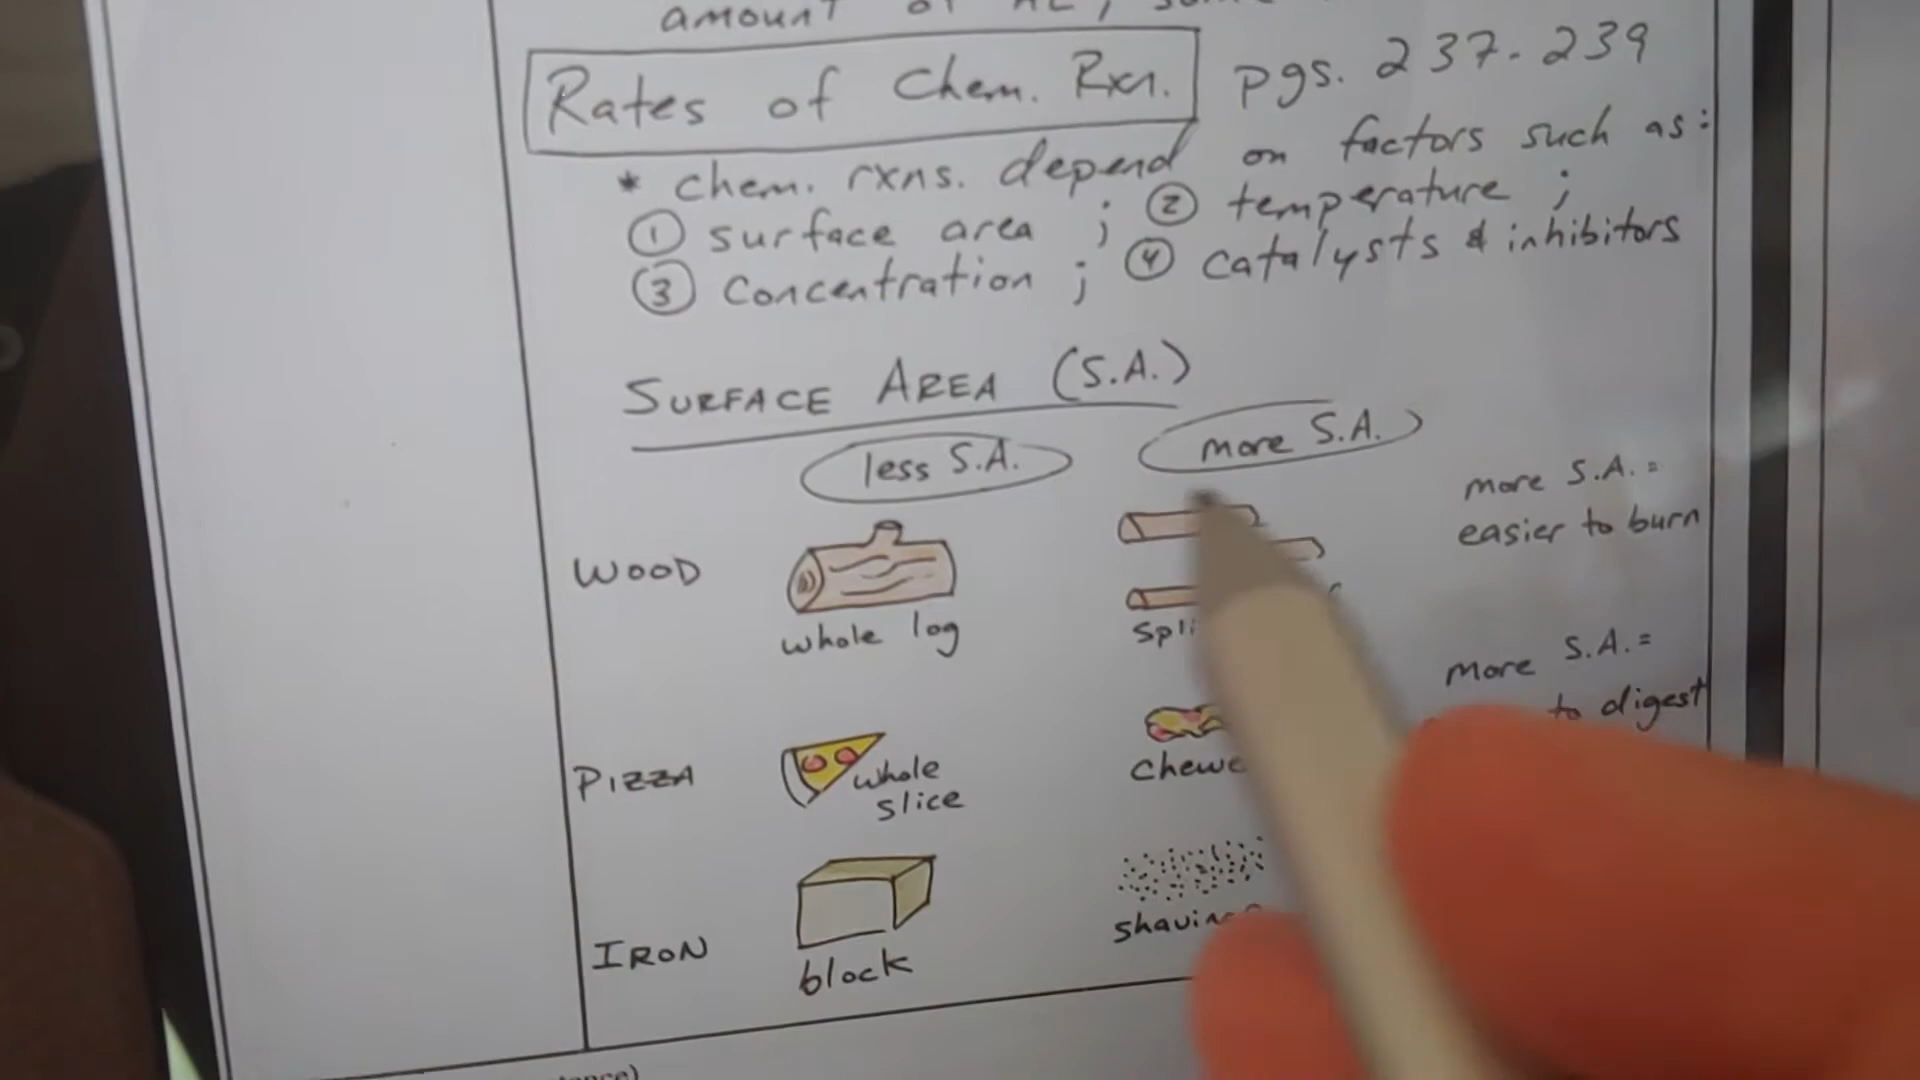 amount of
Rates of Chem. Rxn. pgs. 237-239
* chem. rxns. depend on factors such as:
① surface area ; ② temperature ;
③ Concentration ; ④ catalysts & inhibitors
SURFACE AREA (S.A.)
less S.A. more S.A.
more S.A. =
easier to burn
WOOD
whole log
more S.A. =
to digest
PIZZA
whole
slice
IRON
block